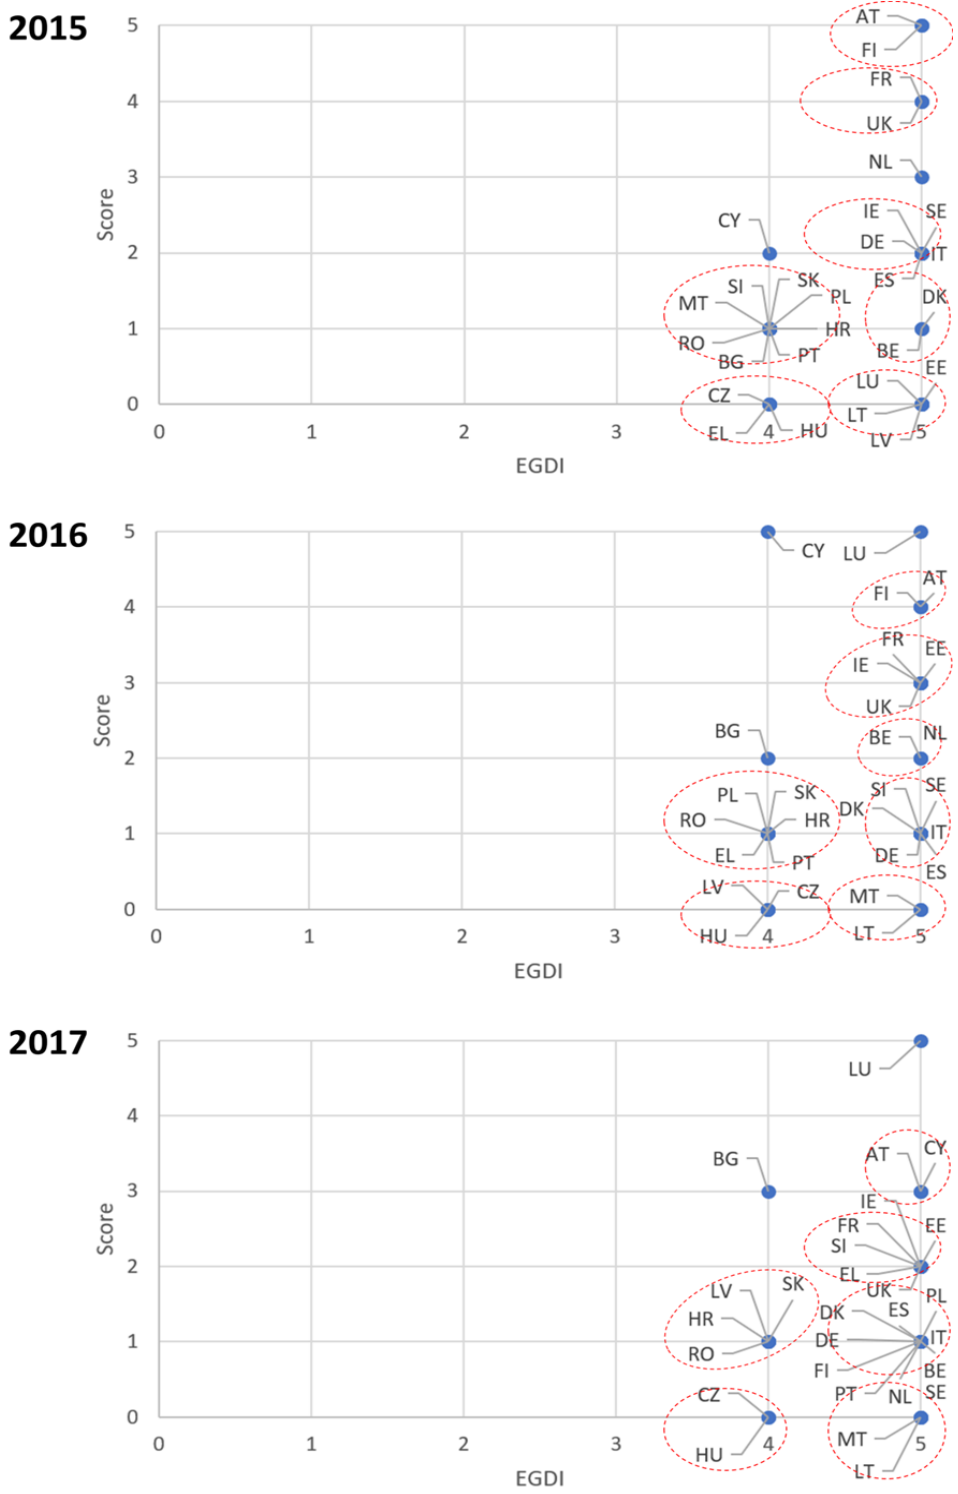 2015
5
AT
FI
FR
4
UK
3
NL
Score
CY
IE
SE
DE
2
IT
ES
SI
SK
MT
PL
DK
1
HR
RO
BG
PT
BE
EE
CZ
LU
0
LT
EL
HU
LV
0 1 2 3 4 5
EGDI
2016
5
CY
LU
4
FI
AT
FR
EE
IE
3
UK
Score
BG
BE
NL
2
PL
SK
SI
SE
RO
HR
DK
1
IT
EL
PT
DE
ES
LV
CZ
MT
0
HU
LT
0 1 2 3 4 5
EGDI
2017
5
LU
4
BG
AT
CY
3
IE
Score
FR
EE
SI
2
EL
LV
SK
UK
ES
PL
HR
DK
1
RO
DE
IT
FI
BE
CZ
PT
NL
SE
0
HU
MT
LT
0 1 2 3 4 5
EGDI